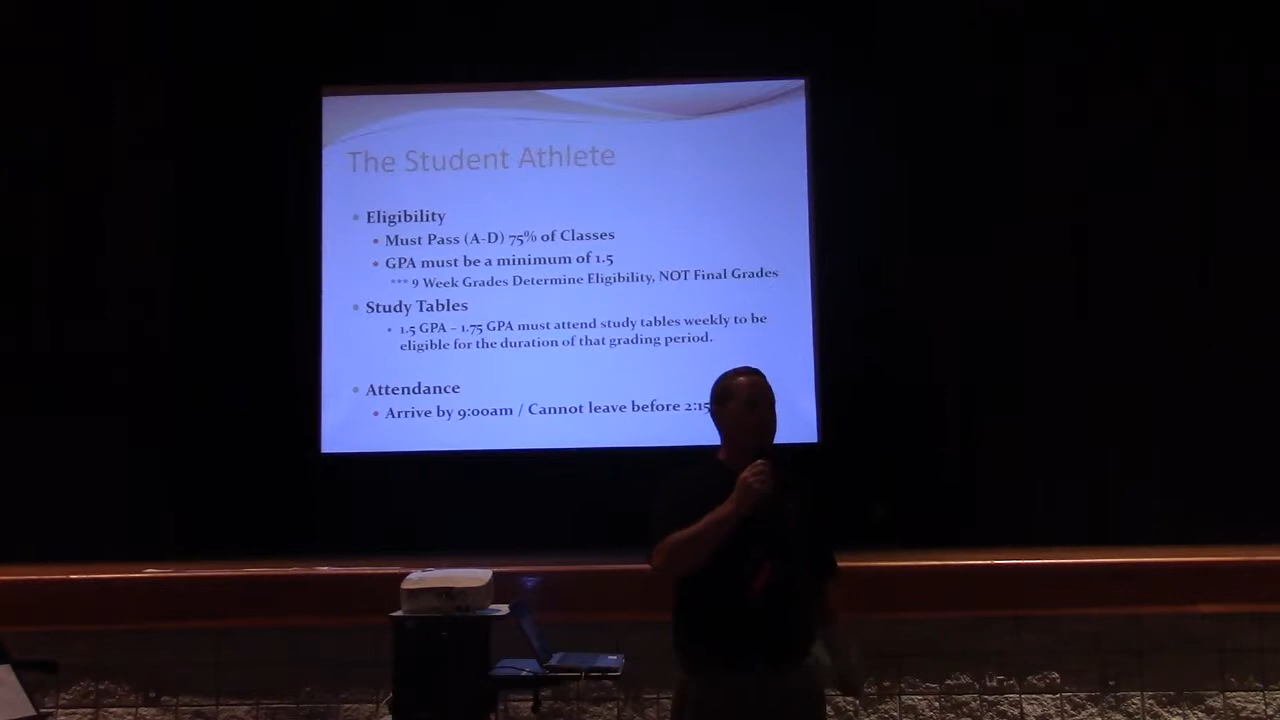 The Student Athlete
• Eligibility
• Must Pass (A-D) 75% of Classes
• GPA must be a minimum of 1.5
*** 9 Week Grades Determine Eligibility, NOT Final Grades
• Study Tables
• 1.5 GPA – 1.75 GPA must attend study tables weekly to be
eligible for the duration of that grading period.
• Attendance
• Arrive by 9:00am / Cannot leave before 2:15